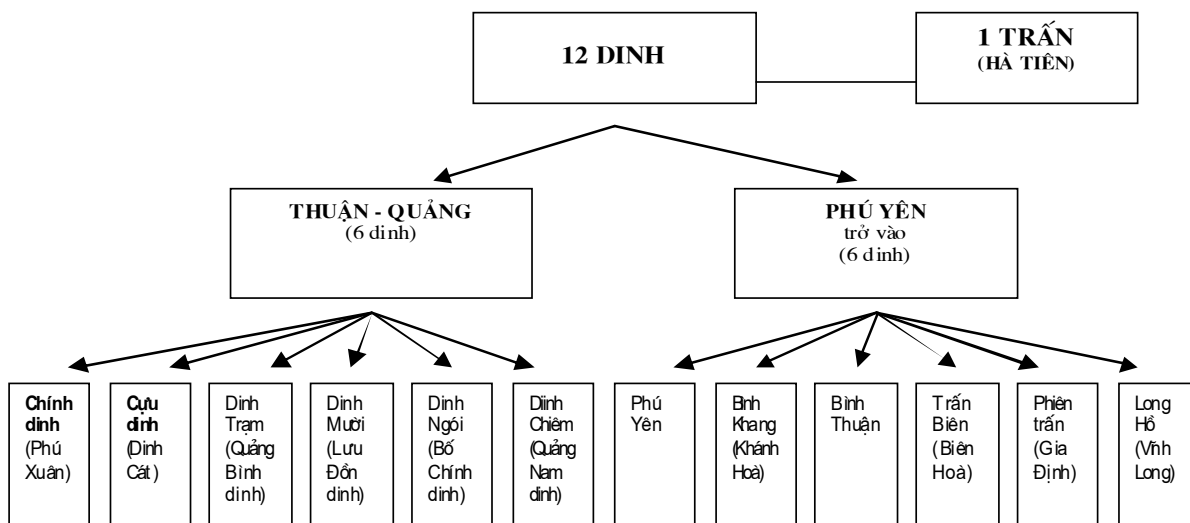 12 DINH
1 TRẤN
(HÀ TIÊN)
THUẬN - QUẢNG
(6 dinh)
PHÚ YÊN
trở vào
(6 dinh)
Chính
dinh
(Phú
Xuân)
Cựu
dinh
(Dinh
Cát)
Dinh
Trạm
(Quảng
Bình
dinh)
Dinh
Mười
(Lưu
Đồn
dinh)
Dinh
Ngói
(Bố
Chính
dinh)
Diinh
Chiêm
(Quảng
Nam
dinh)
Phú
Yên
Bình
Khang
(Khánh
Hoà)
Bình
Thuận
Trấn
Biên
(Biên
Hoà)
Phiên
trấn
(Gia
Định)
Long
Hồ
(Vĩnh
Long)